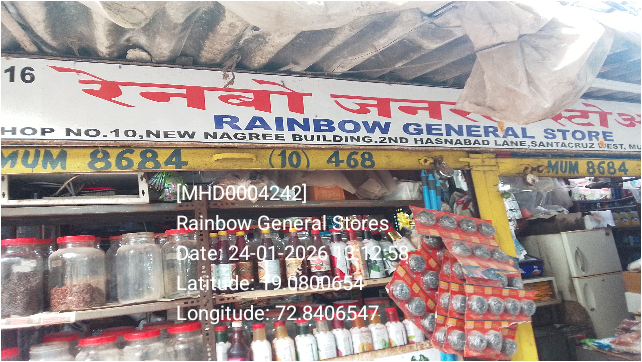 16
रेनबो जनरल स्टोअ
RAINBOW GENERAL STORE
HOP NO.10,NEW NAGREE BUILDING.2ND HASNABAD LANE,SANTACRUZ WEST, MU
MUM 8684 (10) 468 MUM 8684
[MHD0004242]
Rainbow General Stores
Date: 24-01-2026 13:12:58
Latitude: 19.0800654
Longitude: 72.8406547